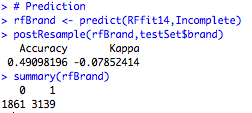 > # Prediction
> rfBrand <- predict(RFfit14,Incomplete)
> postResample(rfBrand,testSet$brand)
Accuracy Kappa
0.49098196 -0.07852414
> summary(rfBrand)
0 1
1861 3139